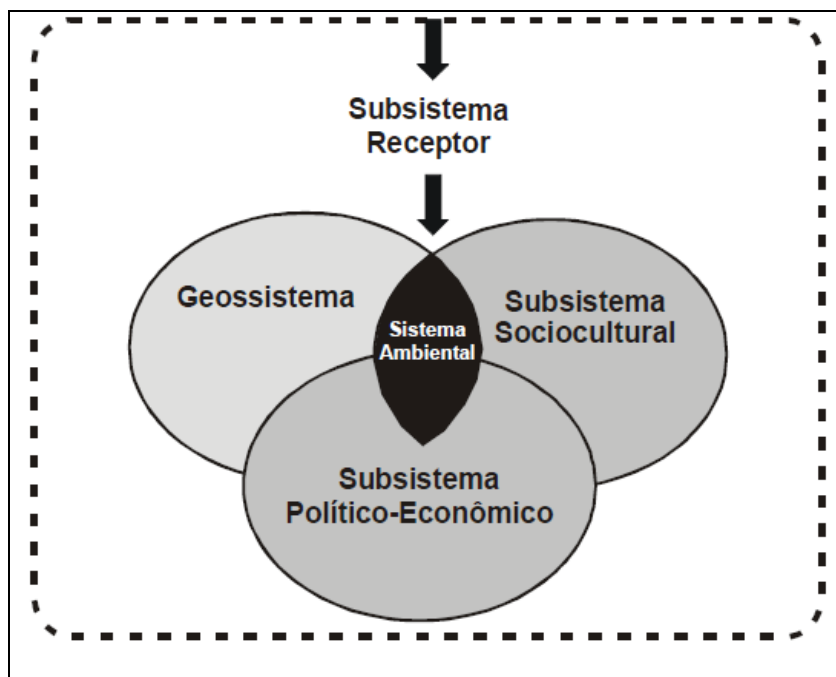 Subsistema
Receptor
Geossistema
Subsistema
Sociocultural
Sistema
Ambiental
Subsistema
Político-Econômico